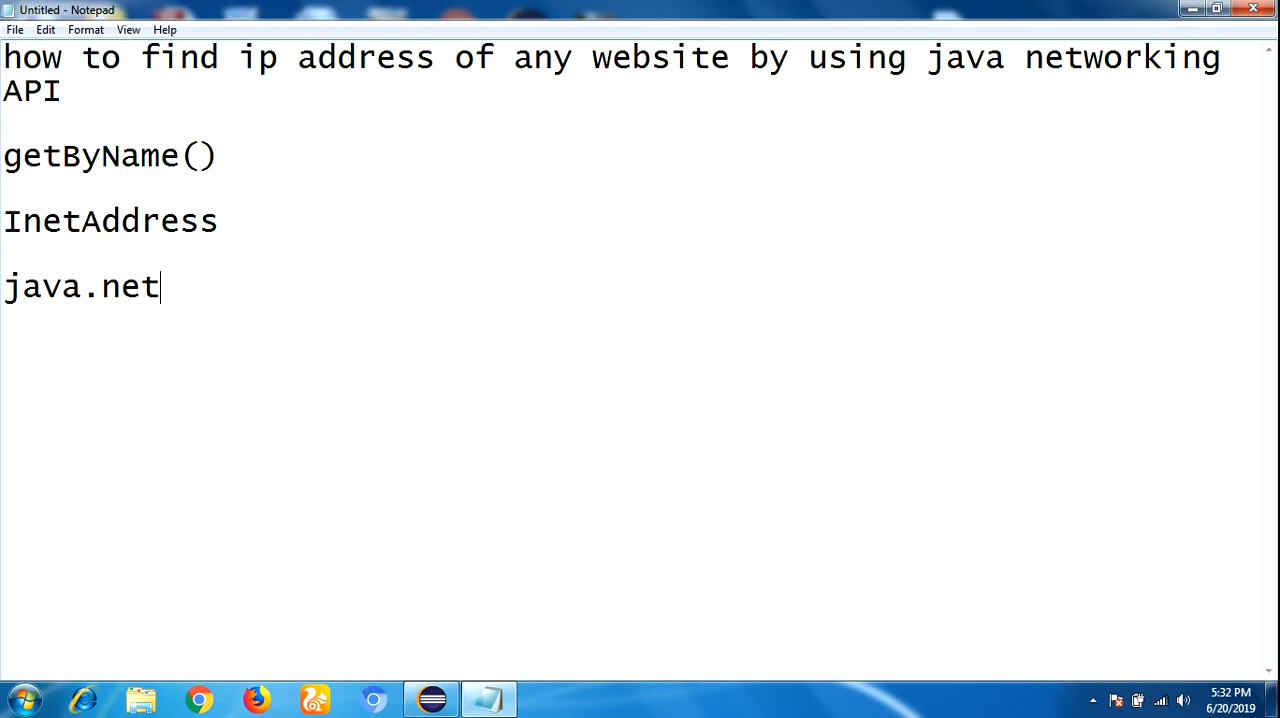 Untitled - Notepad
File Edit Format View Help
how to find ip address of any website by using java networking
API
getByName()
InetAddress
java.net
5:32 PM
6/20/2019